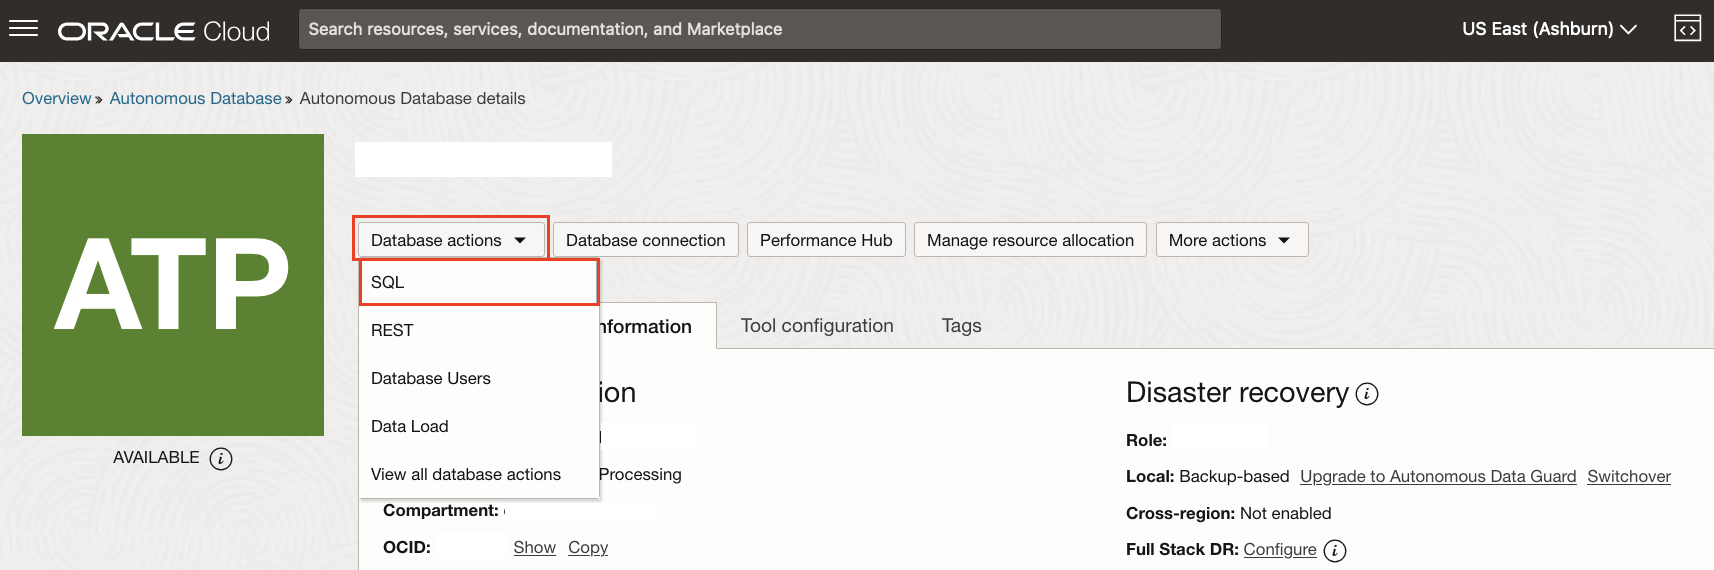 ORACLE Cloud
Search resources, services, documentation, and Marketplace
US East (Ashburn)
Overview » Autonomous Database » Autonomous Database details
ATP
AVAILABLE
Database actions
Database connection
Performance Hub
Manage resource allocation
More actions
SQL
REST
Database Users
Data Load
View all database actions
Tool configuration
Tags
Processing
Compartment:
OCID: Show Copy
Disaster recovery
Role:
Local: Backup-based Upgrade to Autonomous Data Guard Switchover
Cross-region: Not enabled
Full Stack DR: Configure